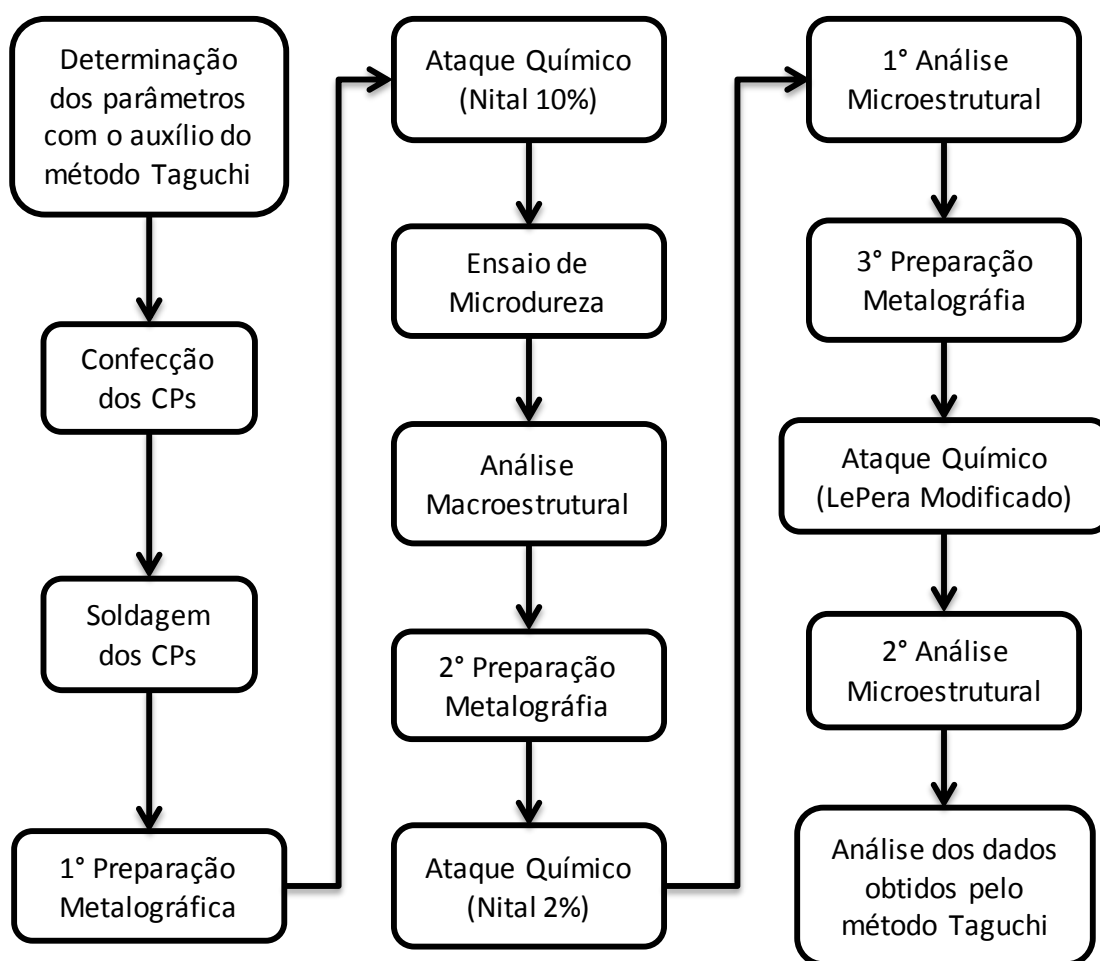 Determinação
dos parâmetros
com o auxílio do
método Taguchi
Confecção
dos CPs
Soldagem
dos CPs
1° Preparação
Metalográfica
Ataque Químico
(Nital 10%)
Ensaio de
Microdureza
Análise
Macroestrutural
2° Preparação
Metalográfia
Ataque Químico
(Nital 2%)
1° Análise
Microestrutural
3° Preparação
Metalográfia
Ataque Químico
(LePera Modificado)
2° Análise
Microestrutural
Análise dos dados
obtidos pelo
método Taguchi